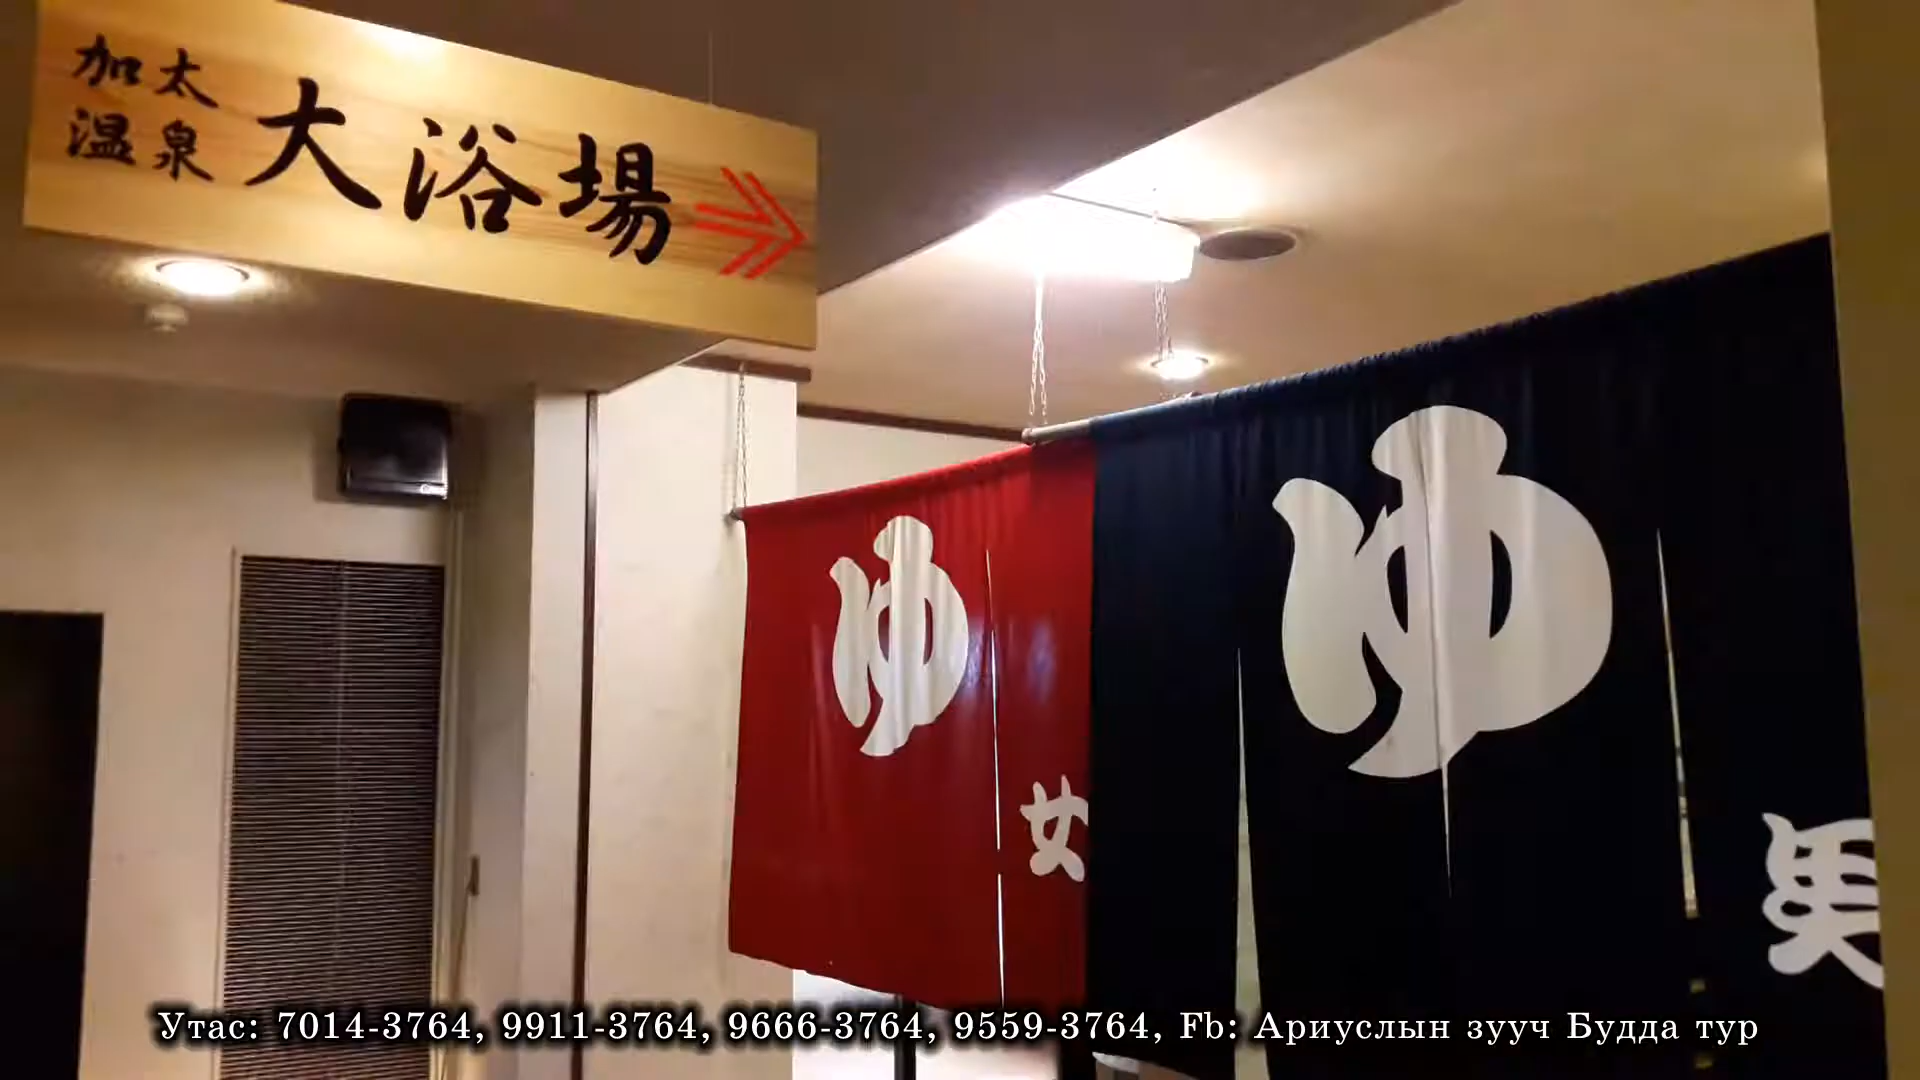 加太
温泉
大浴場
ゆ
女
ゆ
男
Утас: 7014-3764, 9911-3764, 9666-3764, 9559-3764, Fb: Ариуслын зууч Будда тур